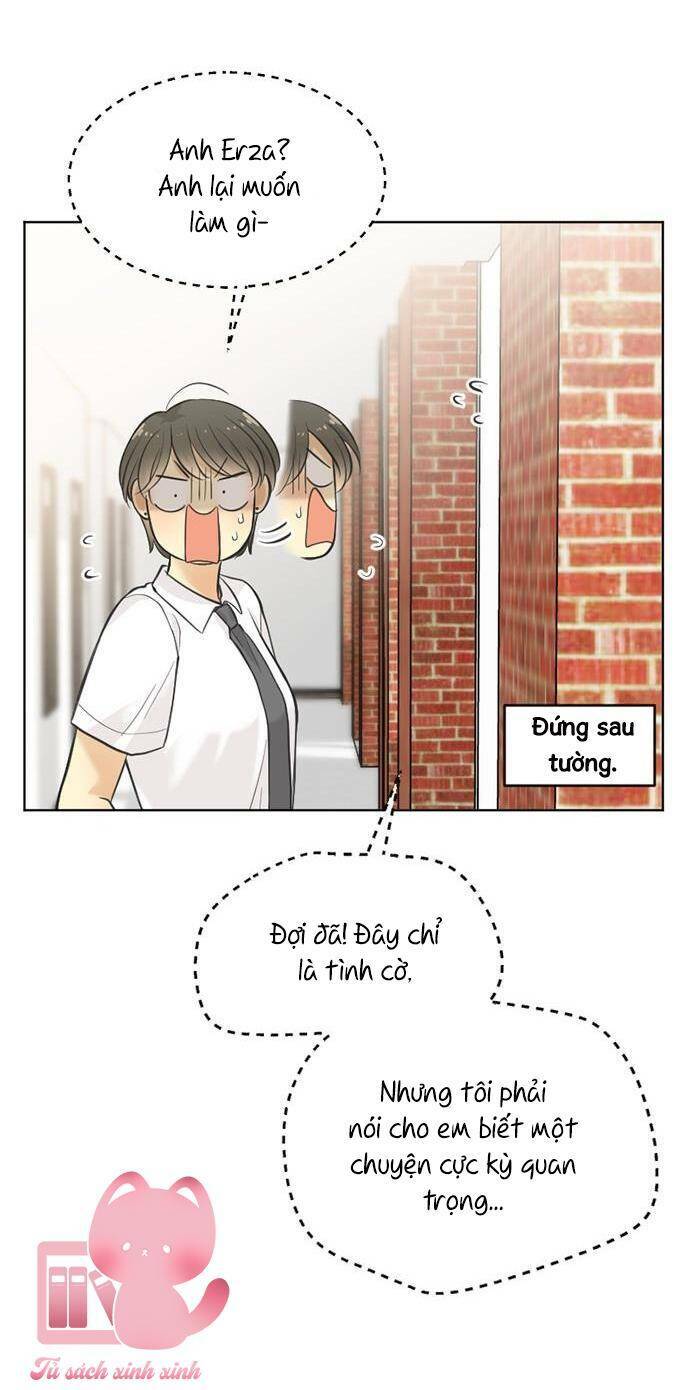 Anh Erza?
Anh lại muốn
làm gì-
Đứng sau
tường.
Đợi đã! Đây chỉ
là tình cờ,
Nhưng tôi phải
nói cho em biết một
chuyện cực kỳ quan
trọng...
Tủ sách xinh xinh